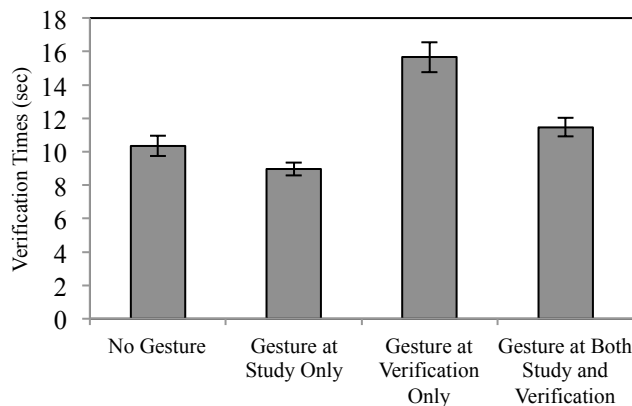 18
16
14
12
10
8
6
4
2
0
Verification Times (sec)
No Gesture
Gesture at
Study Only
Gesture at
Verification
Only
Gesture at Both
Study and
Verification